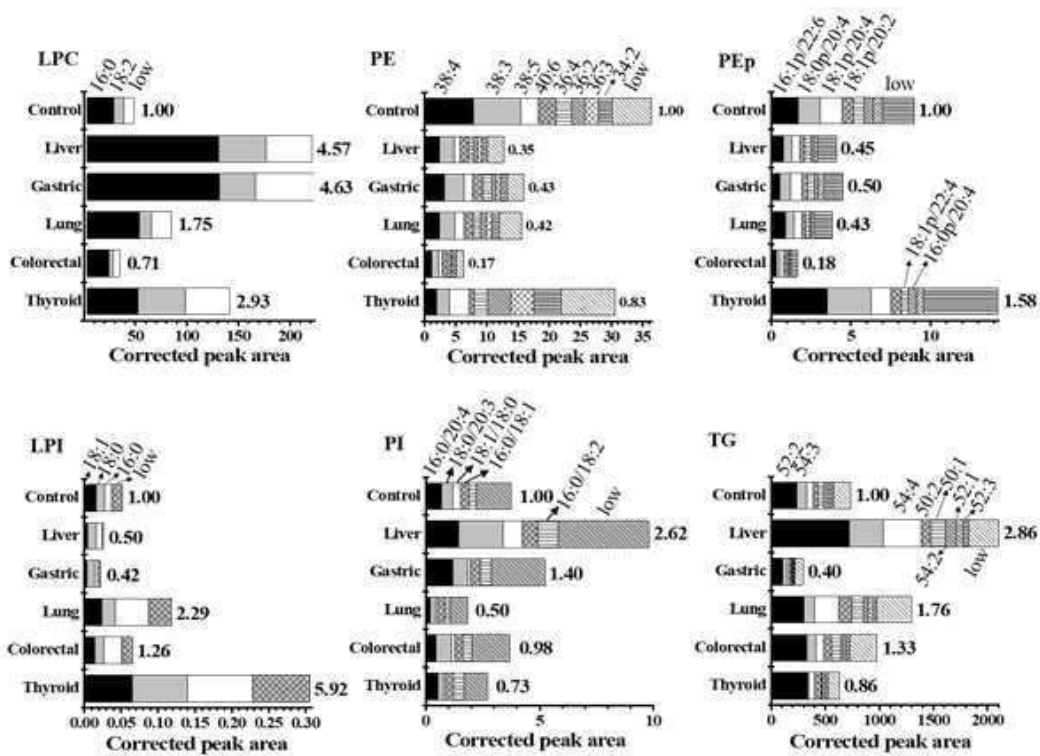 LPC
16:0
18:2
low
Control
1.00
Liver
4.57
Gastric
4.63
Lung
1.75
Colorectal
0.71
Thyroid
2.93
50 100 150 200
Corrected peak area
PE
38:4
38:3
38:5
40:6
36:4
36:2
36:3
34:2
low
Control
1.00
Liver
0.35
Gastric
0.43
Lung
0.42
Colorectal
0.17
Thyroid
0.83
0 5 10 15 20 25 30 35
Corrected peak area
PEp
16:1p/22:6
18:0p/20:4
18:1p/20:4
18:1p/20:2
low
Control
1.00
Liver
0.45
Gastric
0.50
Lung
0.43
18:1p/22:4
16:0p/20:4
Colorectal
0.18
Thyroid
1.58
0 5 10
Corrected peak area
LPI
18:1
18:0
16:0
low
Control
1.00
Liver
0.50
Gastric
0.42
Lung
2.29
Colorectal
1.26
Thyroid
5.92
0.00 0.05 0.10 0.15 0.20 0.25 0.30
Corrected peak area
PI
16:0/20:4
18:0/20:3
18:1/18:0
16:0/18:1
16:0/18:2
low
Control
1.00
Liver
2.62
Gastric
1.40
Lung
0.50
Colorectal
0.98
Thyroid
0.73
0 5 10
Corrected peak area
TG
52:2
54:3
54:4
50:2
50:1
52:1
52:3
Control
1.00
Liver
2.86
54:2
low
Gastric
0.40
Lung
1.76
Colorectal
1.33
Thyroid
0.86
0 500 1000 1500 2000
Corrected peak area